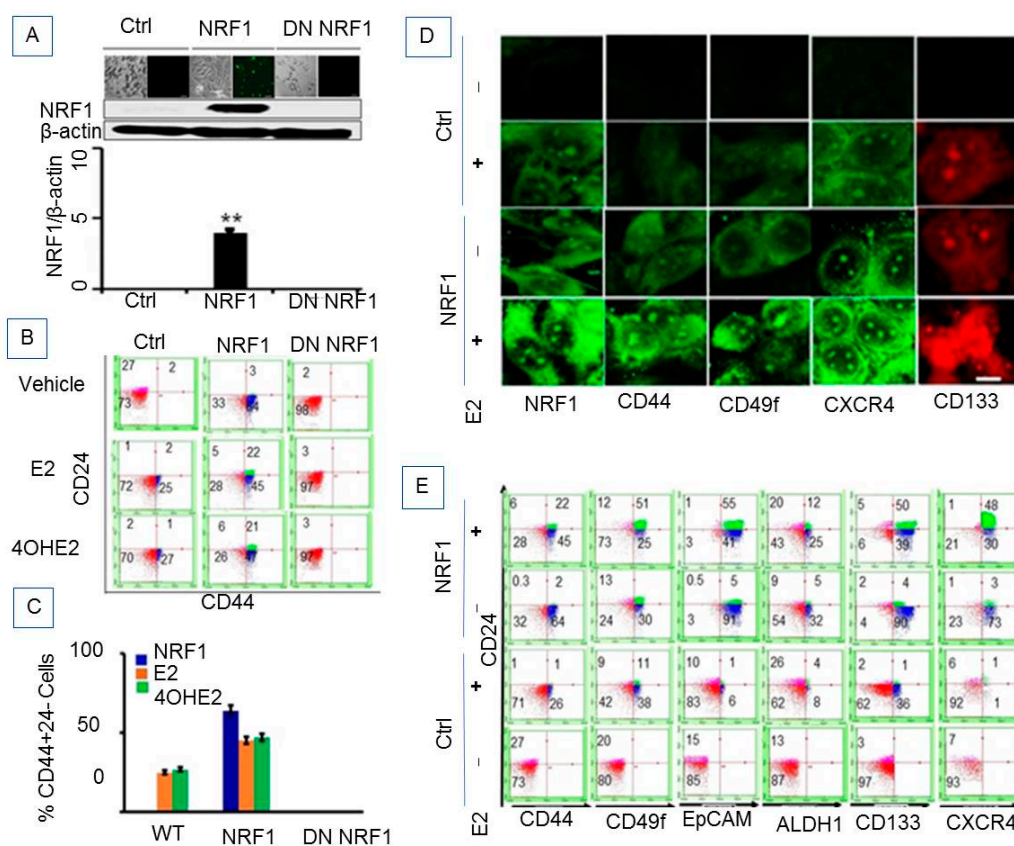 A
Ctrl NRF1 DN NRF1
NRF1
β-actin
NRF1/β-actin
10
5
0
**
Ctrl NRF1 DN NRF1
B
Ctrl NRF1 DN NRF1
Vehicle
27 2
73
3
33 64
2
98
E2
1 2
72 25
5 22
28 45
3
97
4OHE2
2 1
70 27
6 21
26 47
3
97
CD24
CD44
C
% CD44+24- Cells
100
50
0
NRF1
E2
4OHE2
WT NRF1 DN NRF1
D
Ctrl
−
+
NRF1
−
+
E2
NRF1 CD44 CD49f CXCR4 CD133
E
NRF1
+
6 22 12 51 55 20 12 5 50 1 48
28 45 73 25 3 41 43 25 6 39 21 30
−
0.3 2 13 0.5 5 9 5 2 4 1 3
32 64 24 30 3 91 54 32 4 90 23 73
CD24
Ctrl
+
1 1 9 11 10 1 26 4 2 1 6 1
71 26 42 38 83 6 62 8 62 36 92 1
−
27 20 15 13 3 7
73 80 85 87 97 93
E2
CD44 CD49f EpCAM ALDH1 CD133 CXCR4